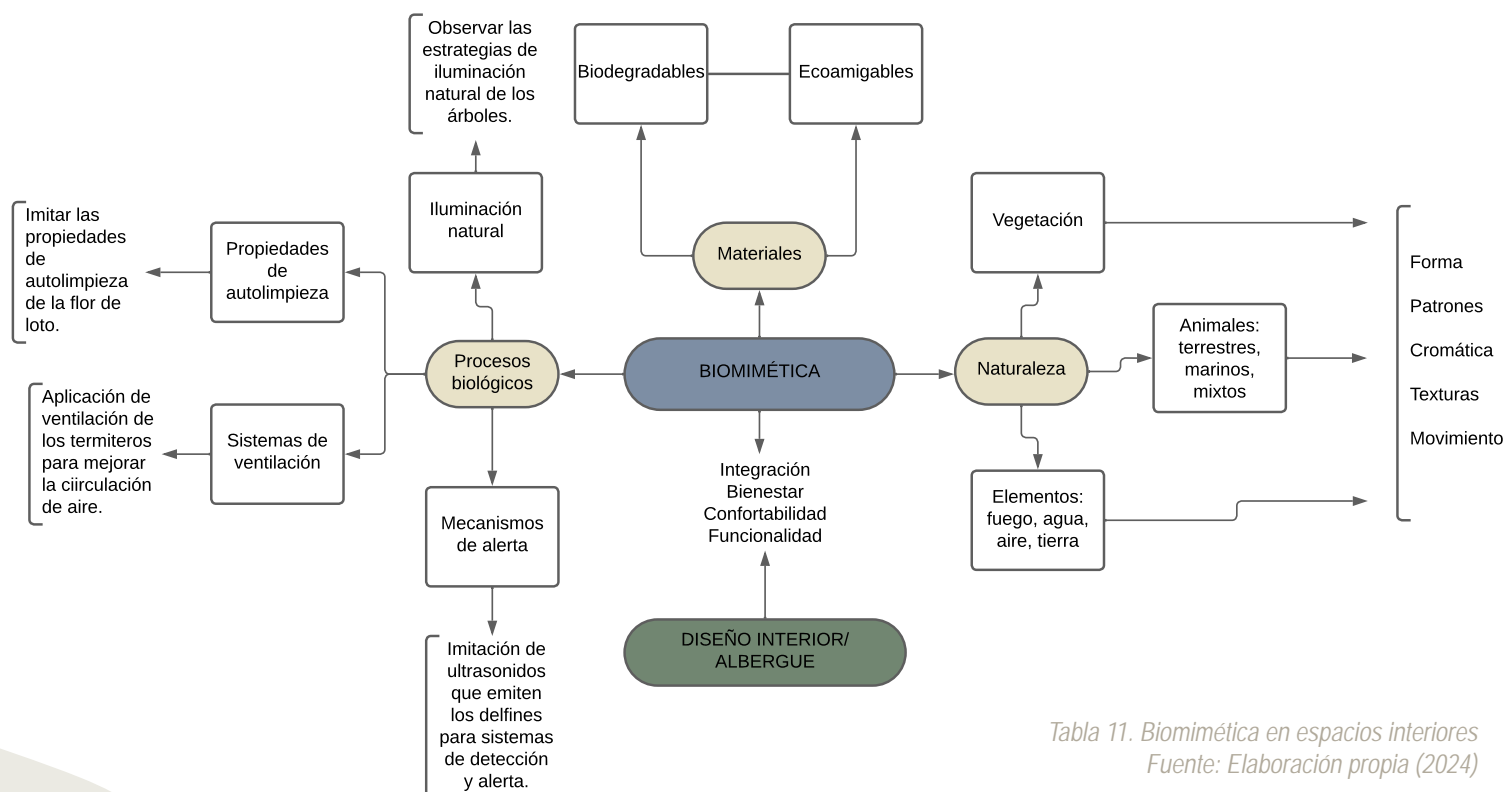 Observar las
estrategias de
iluminación
natural de los
árboles.
Biodegradables
Ecoamigables
Iluminación
natural
Materiales
Vegetación
Imitar las
propiedades
de
autolimpieza
de la flor de
loto.
Propiedades
de
autolimpieza
Procesos
biológicos
BIOMIMÉTICA
Naturaleza
Animales:
terrestres,
marinos,
mixtos
Forma
Patrones
Cromática
Texturas
Movimiento
Aplicación de
ventilación de
los termiteros
para mejorar
la ciirculación
de aire.
Sistemas de
ventilación
Mecanismos
de alerta
Integración
Bienestar
Confortabilidad
Funcionalidad
Elementos:
fuego, agua,
aire, tierra
Imitación de
ultrasonidos
que emiten
los delfines
para sistemas
de detección
y alerta.
DISEÑO INTERIOR/
ALBERGUE
Tabla 11. Biomimética en espacios interiores
Fuente: Elaboración propia (2024)